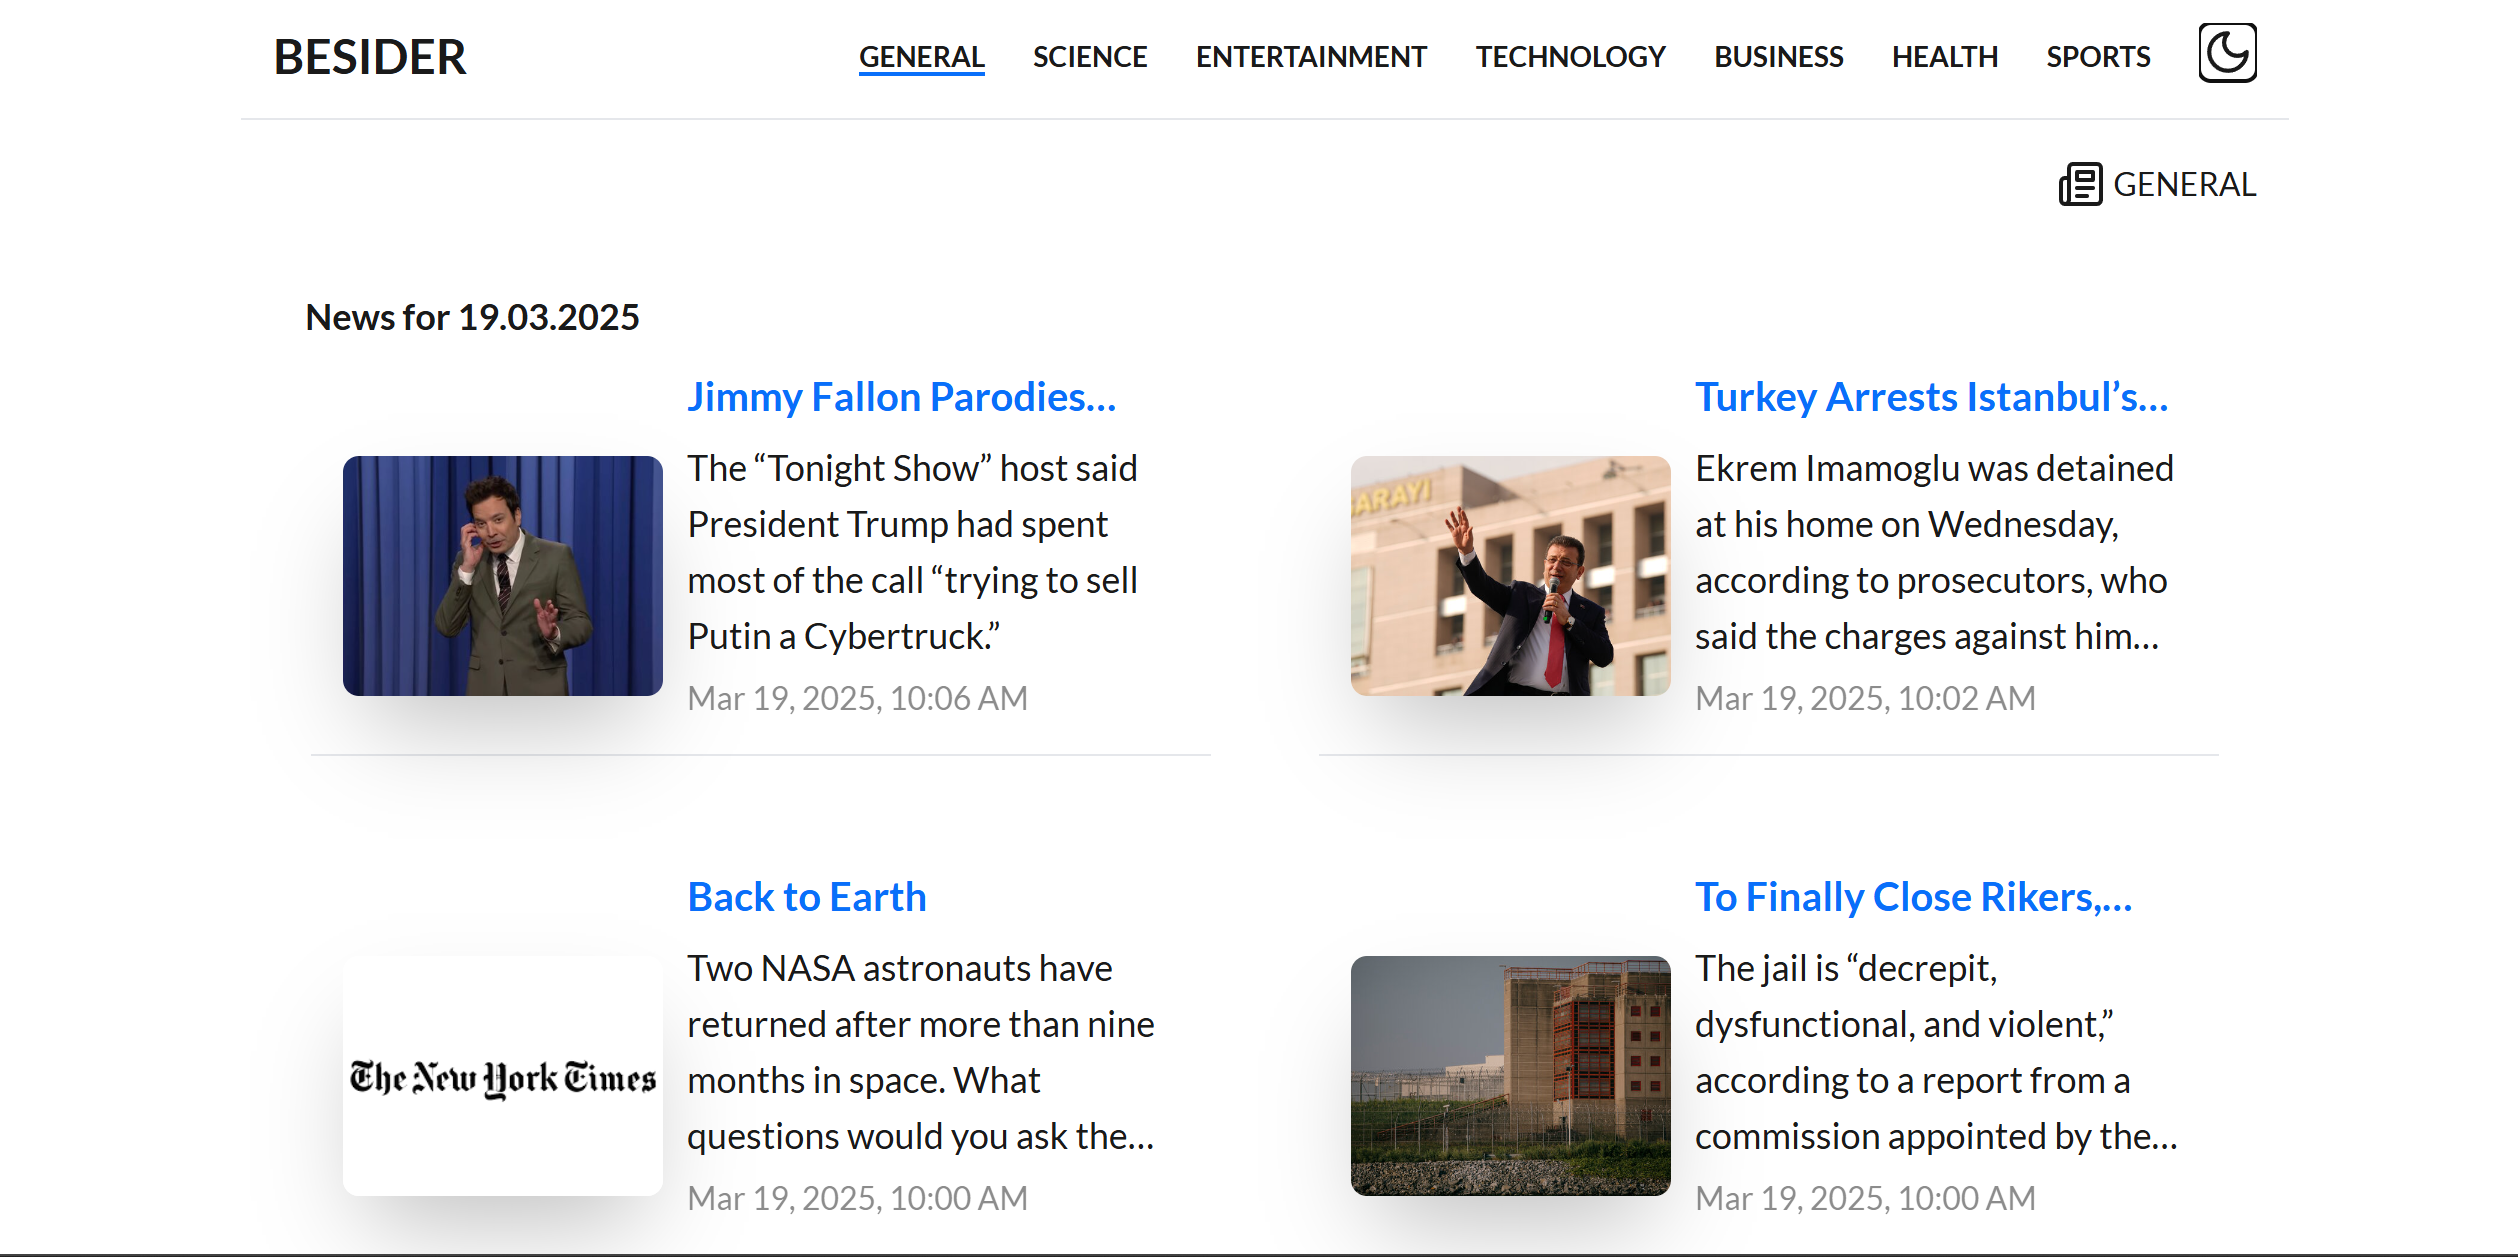 BESIDER
GENERAL SCIENCE ENTERTAINMENT TECHNOLOGY BUSINESS HEALTH SPORTS
GENERAL
News for 19.03.2025
Jimmy Fallon Parodies...
The “Tonight Show” host said
President Trump had spent
most of the call “trying to sell
Putin a Cybertruck.”
Mar 19, 2025, 10:06 AM
SARAYI
Turkey Arrests Istanbul’s...
Ekrem Imamoglu was detained
at his home on Wednesday,
according to prosecutors, who
said the charges against him...
Mar 19, 2025, 10:02 AM
The New York Times
Back to Earth
Two NASA astronauts have
returned after more than nine
months in space. What
questions would you ask the...
Mar 19, 2025, 10:00 AM
To Finally Close Rikers,...
The jail is “decrepit,
dysfunctional, and violent,”
according to a report from a
commission appointed by the...
Mar 19, 2025, 10:00 AM